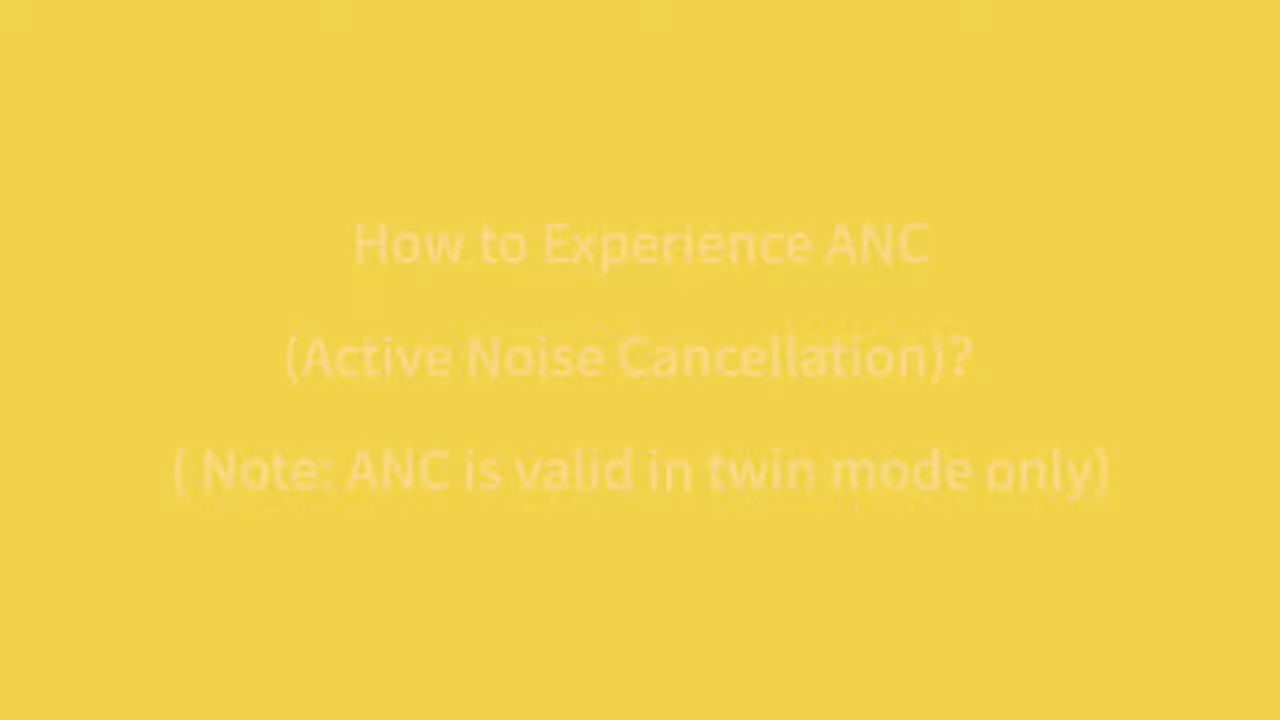 How to Experience ANC
(Active Noise Cancellation)?
( Note: ANC is valid in twin mode only)